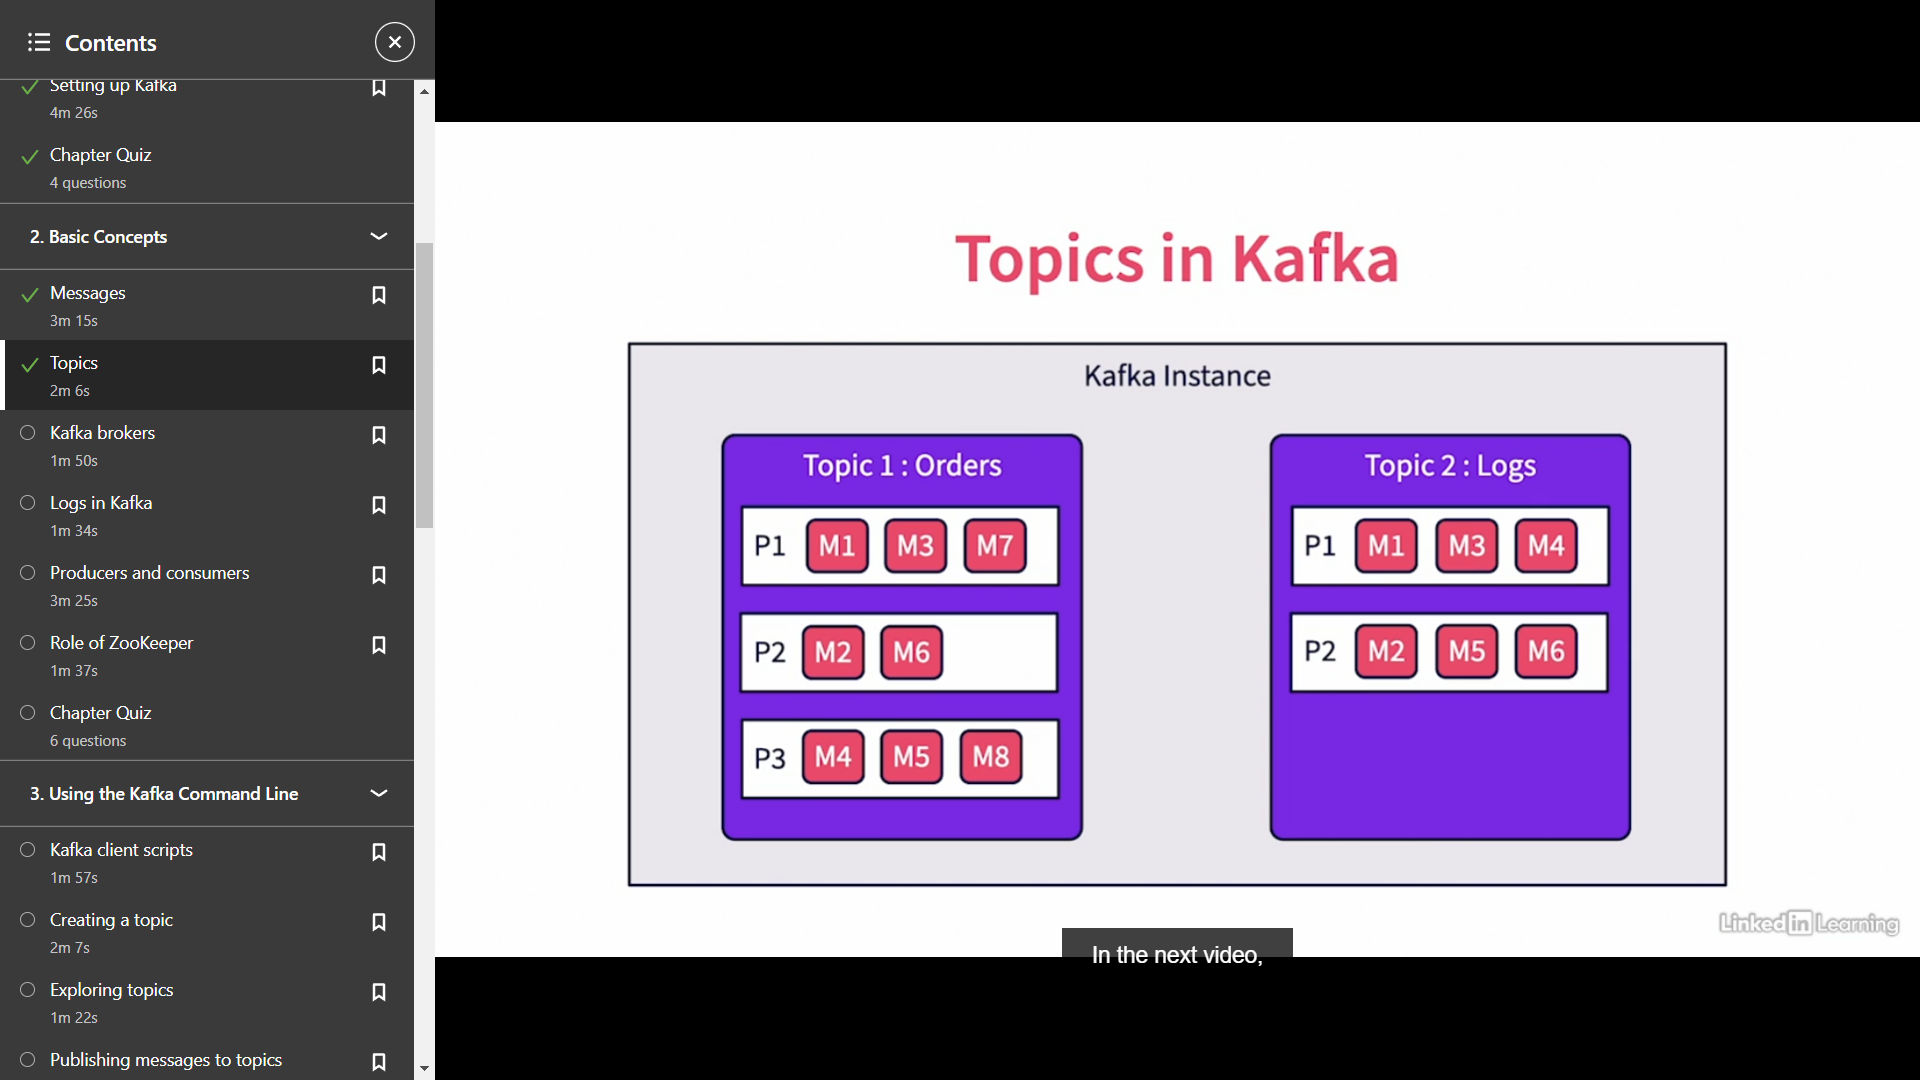 Contents
Setting up Kafka
4m 26s
Chapter Quiz
4 questions
2. Basic Concepts
Messages
3m 15s
Topics
2m 6s
Kafka brokers
1m 50s
Logs in Kafka
1m 34s
Producers and consumers
3m 25s
Role of ZooKeeper
1m 37s
Chapter Quiz
6 questions
3. Using the Kafka Command Line
Kafka client scripts
1m 57s
Creating a topic
2m 7s
Exploring topics
1m 22s
Publishing messages to topics
Topics in Kafka
Kafka Instance
Topic 1 : Orders
P1 M1 M3 M7
P2 M2 M6
P3 M4 M5 M8
Topic 2 : Logs
P1 M1 M3 M4
P2 M2 M5 M6
Linked in Learning
In the next video,